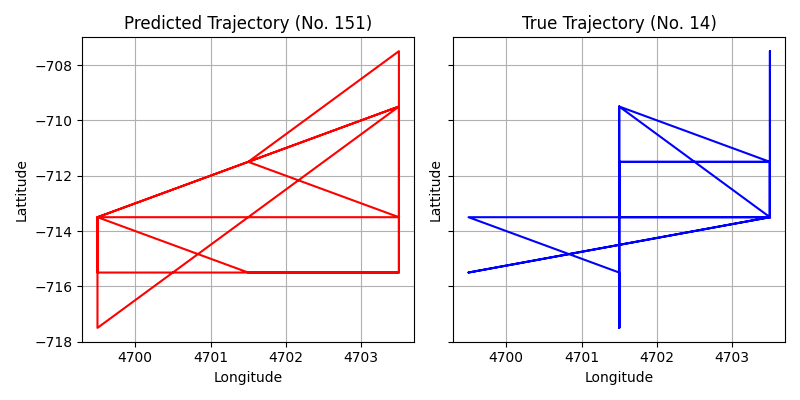 Predicted Trajectory (No. 151)
True Trajectory (No. 14)
−708
−710
−712
−714
−716
−718
Lattitude
Lattitude
4700
4701
4702
4703
4700
4701
4702
4703
Longitude
Longitude